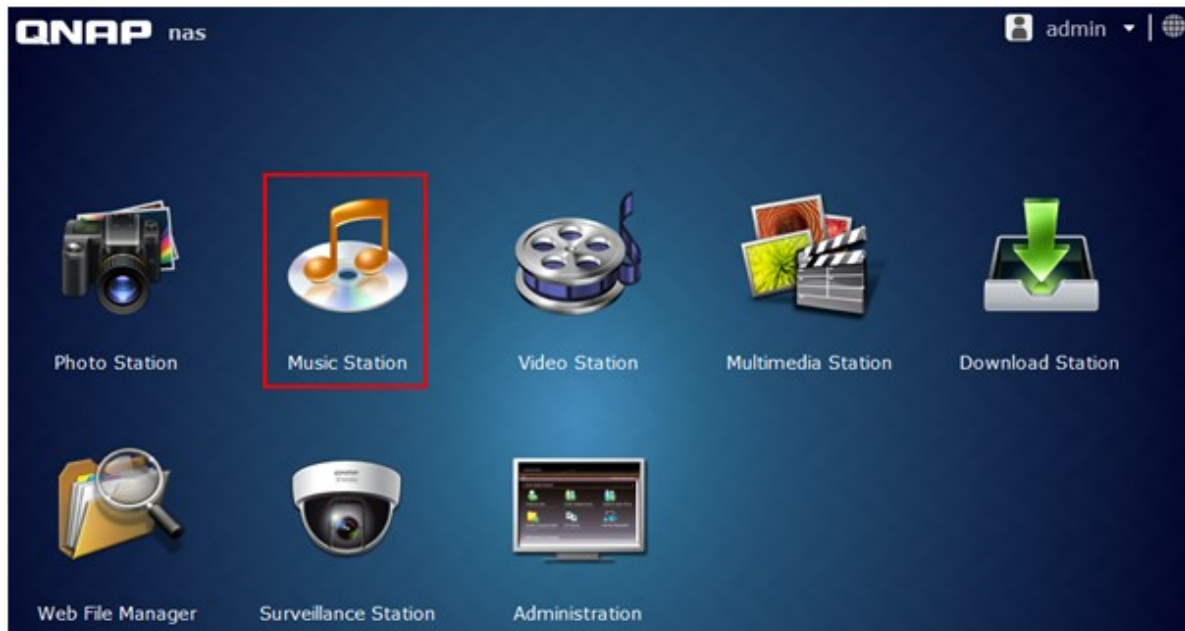 QNAP nas
admin
Photo Station
Music Station
Video Station
Multimedia Station
Download Station
Web File Manager
Surveillance Station
Administration